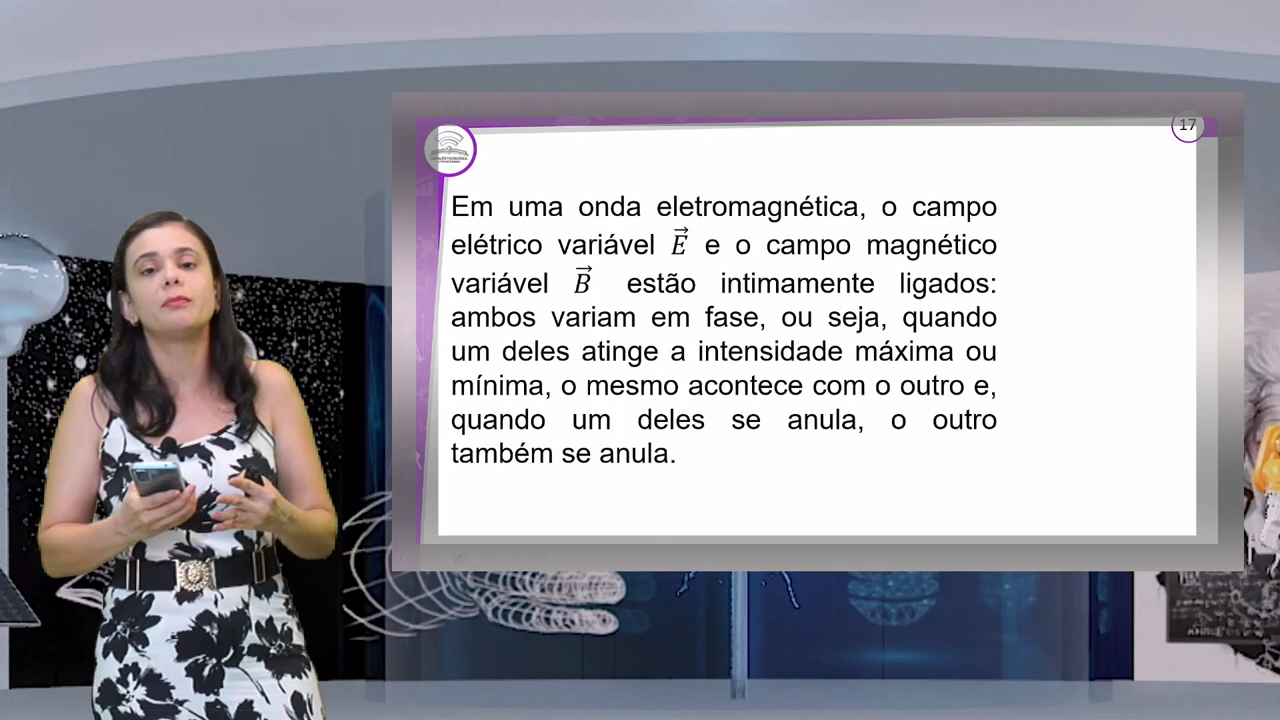 17
Em uma onda eletromagnética, o campo
elétrico variável E⃗ e o campo magnético
variável B⃗ estão intimamente ligados:
ambos variam em fase, ou seja, quando
um deles atinge a intensidade máxima ou
mínima, o mesmo acontece com o outro e,
quando um deles se anula, o outro
também se anula.